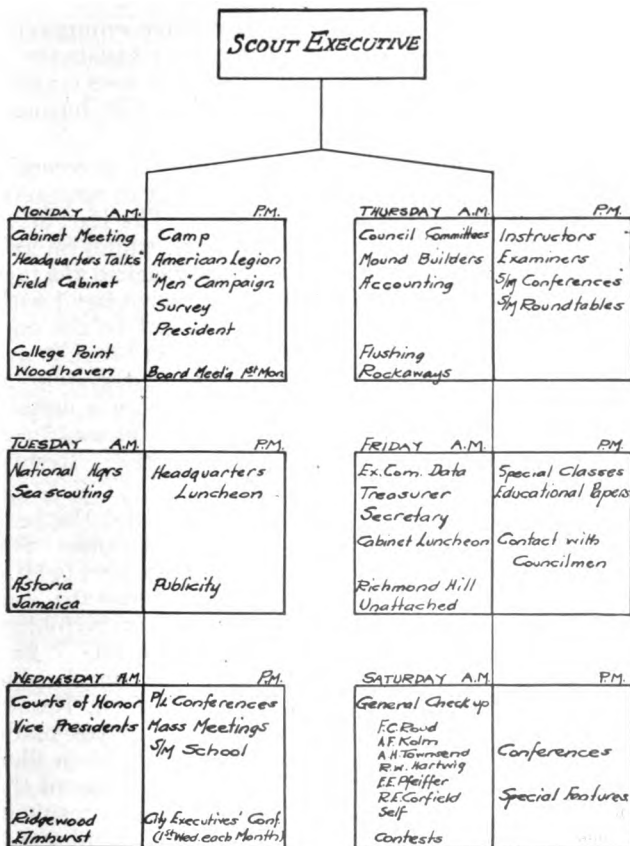 SCOUT EXECUTIVE
MONDAY A.M. P.M.
Cabinet Meeting
"Headquarters Talks"
Field Cabinet
College Point
Woodhaven
Camp
American Legion
"Men" Campaign
Survey
President
Board Meet'g 1st Mon
TUESDAY A.M. P.M.
National Hqrs
Seascouting
Astoria
Jamaica
Headquarters
Luncheon
Publicity
WEDNESDAY A.M. P.M.
Courts of Honor
Vice Presidents
Ridgewood
Elmhurst
P/L Conferences
Mass Meetings
S/M School
City Executives' Conf.
(1st Wed. each Month)
THURSDAY A.M. P.M.
Council Committees
Mound Builders
Accounting
Flushing
Rockaways
Instructors
Examiners
S/M Conferences
S/M Roundtables
FRIDAY A.M. P.M.
Ex. Com. Data
Treasurer
Secretary
Cabinet Luncheon
Richmond Hill
Unattached
Special Classes
Educational Papers
Contact with
Councilmen
SATURDAY A.M. P.M.
General Check up
F.C. Roud
A.F. Kolm
A.H. Townsend
R.W. Hartwig
E.E. Pfeiffer
R.E. Corfield
Self
Contests
Conferences
Special Features